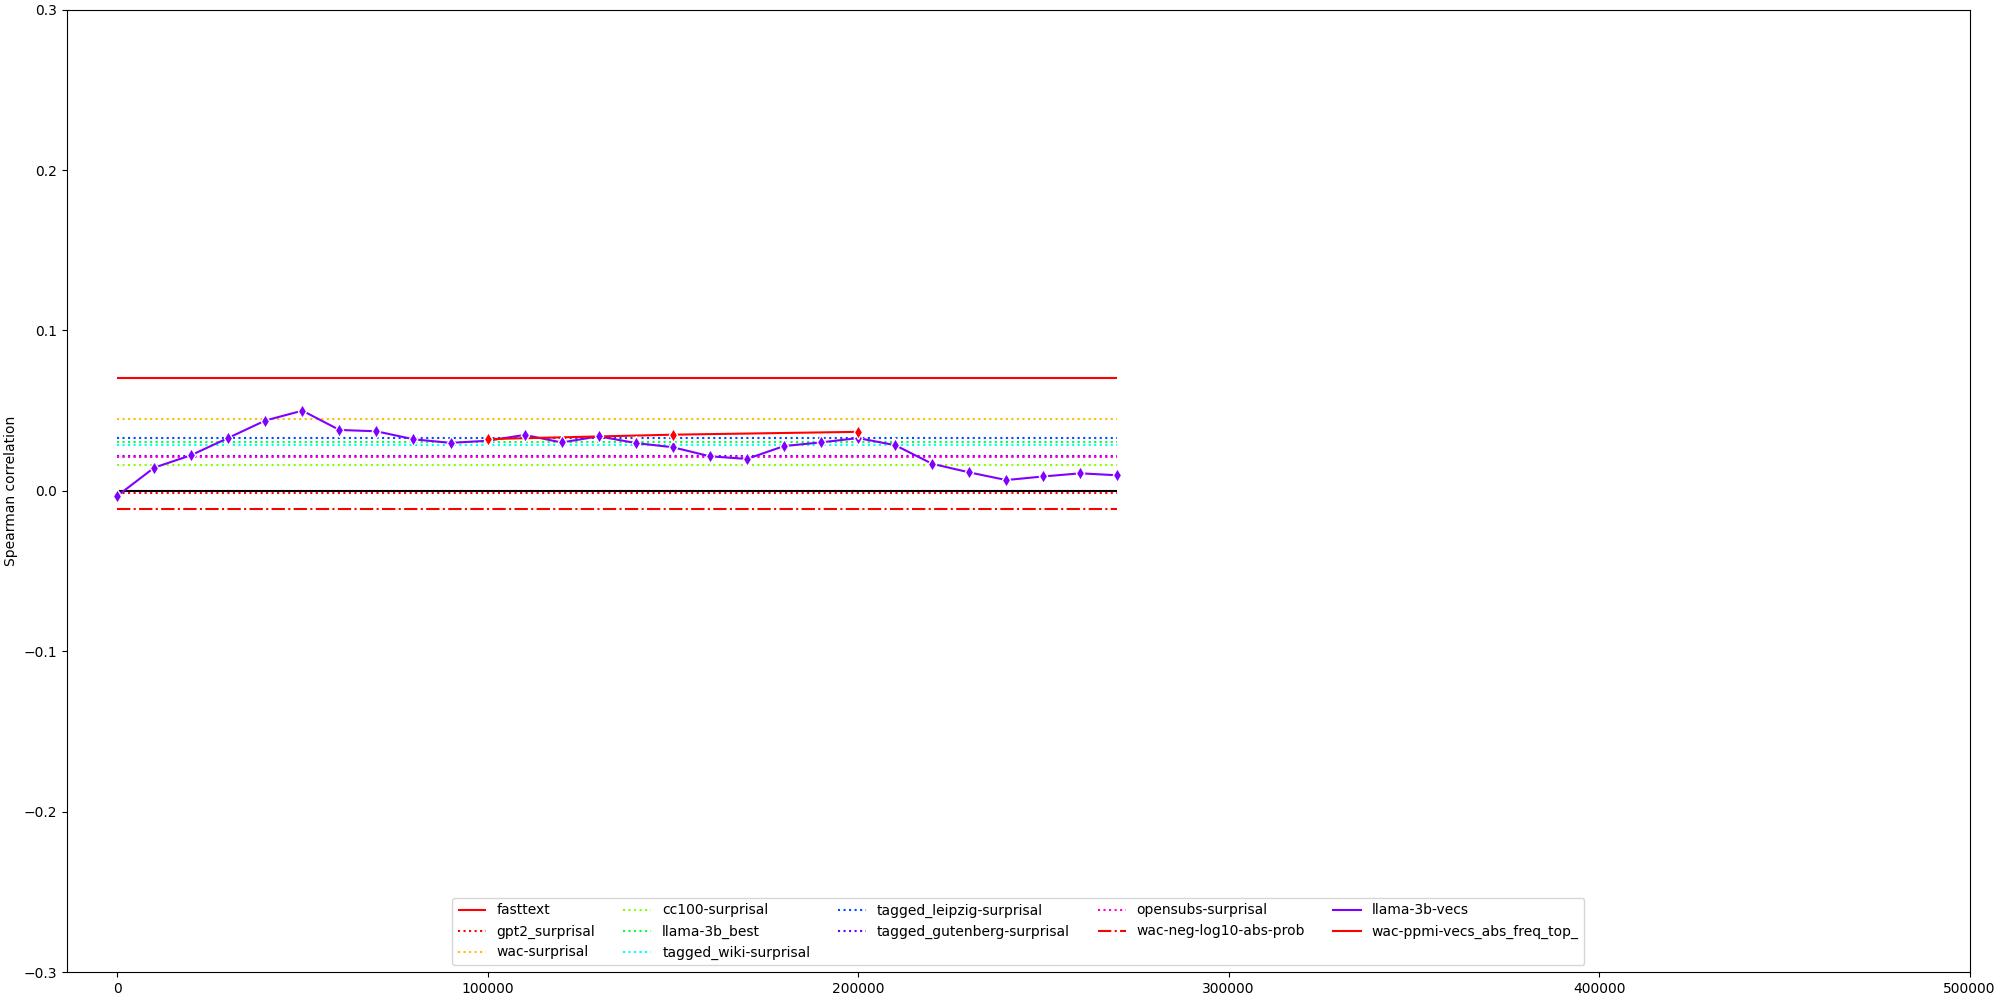 0.3
0.2
0.1
0.0
−0.1
−0.2
−0.3
Spearman correlation
fasttext
gpt2_surprisal
wac-surprisal
cc100-surprisal
llama-3b_best
tagged_wiki-surprisal
tagged_leipzig-surprisal
tagged_gutenberg-surprisal
opensubs-surprisal
wac-neg-log10-abs-prob
llama-3b-vecs
wac-ppmi-vecs_abs_freq_top_
0 100000 200000 300000 400000 500000